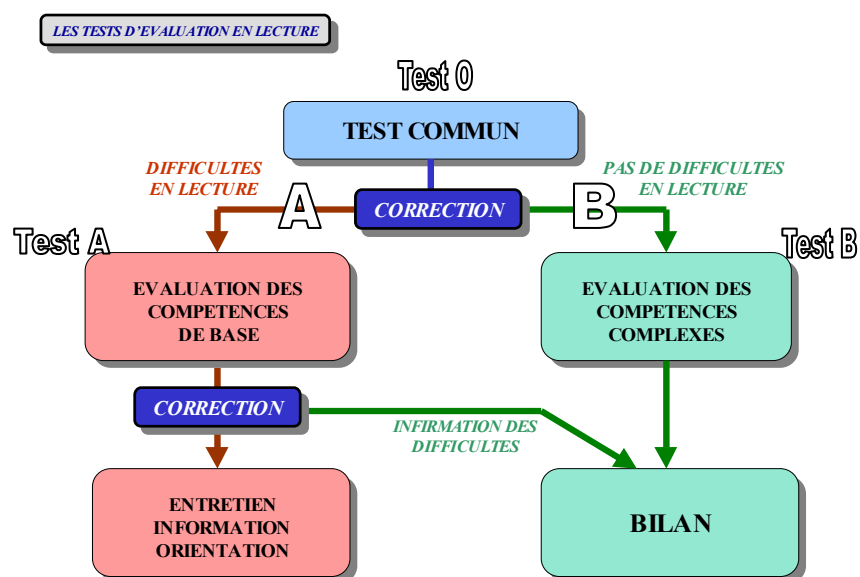 LES TESTS D'EVALUATION EN LECTURE
Test 0
TEST COMMUN
DIFFICULTES
EN LECTURE
PAS DE DIFFICULTES
EN LECTURE
A
CORRECTION
B
Test A
Test B
EVALUATION DES
COMPETENCES
DE BASE
EVALUATION DES
COMPETENCES
COMPLEXES
CORRECTION
INFIRMATION DES
DIFFICULTES
ENTRETIEN
INFORMATION
ORIENTATION
BILAN